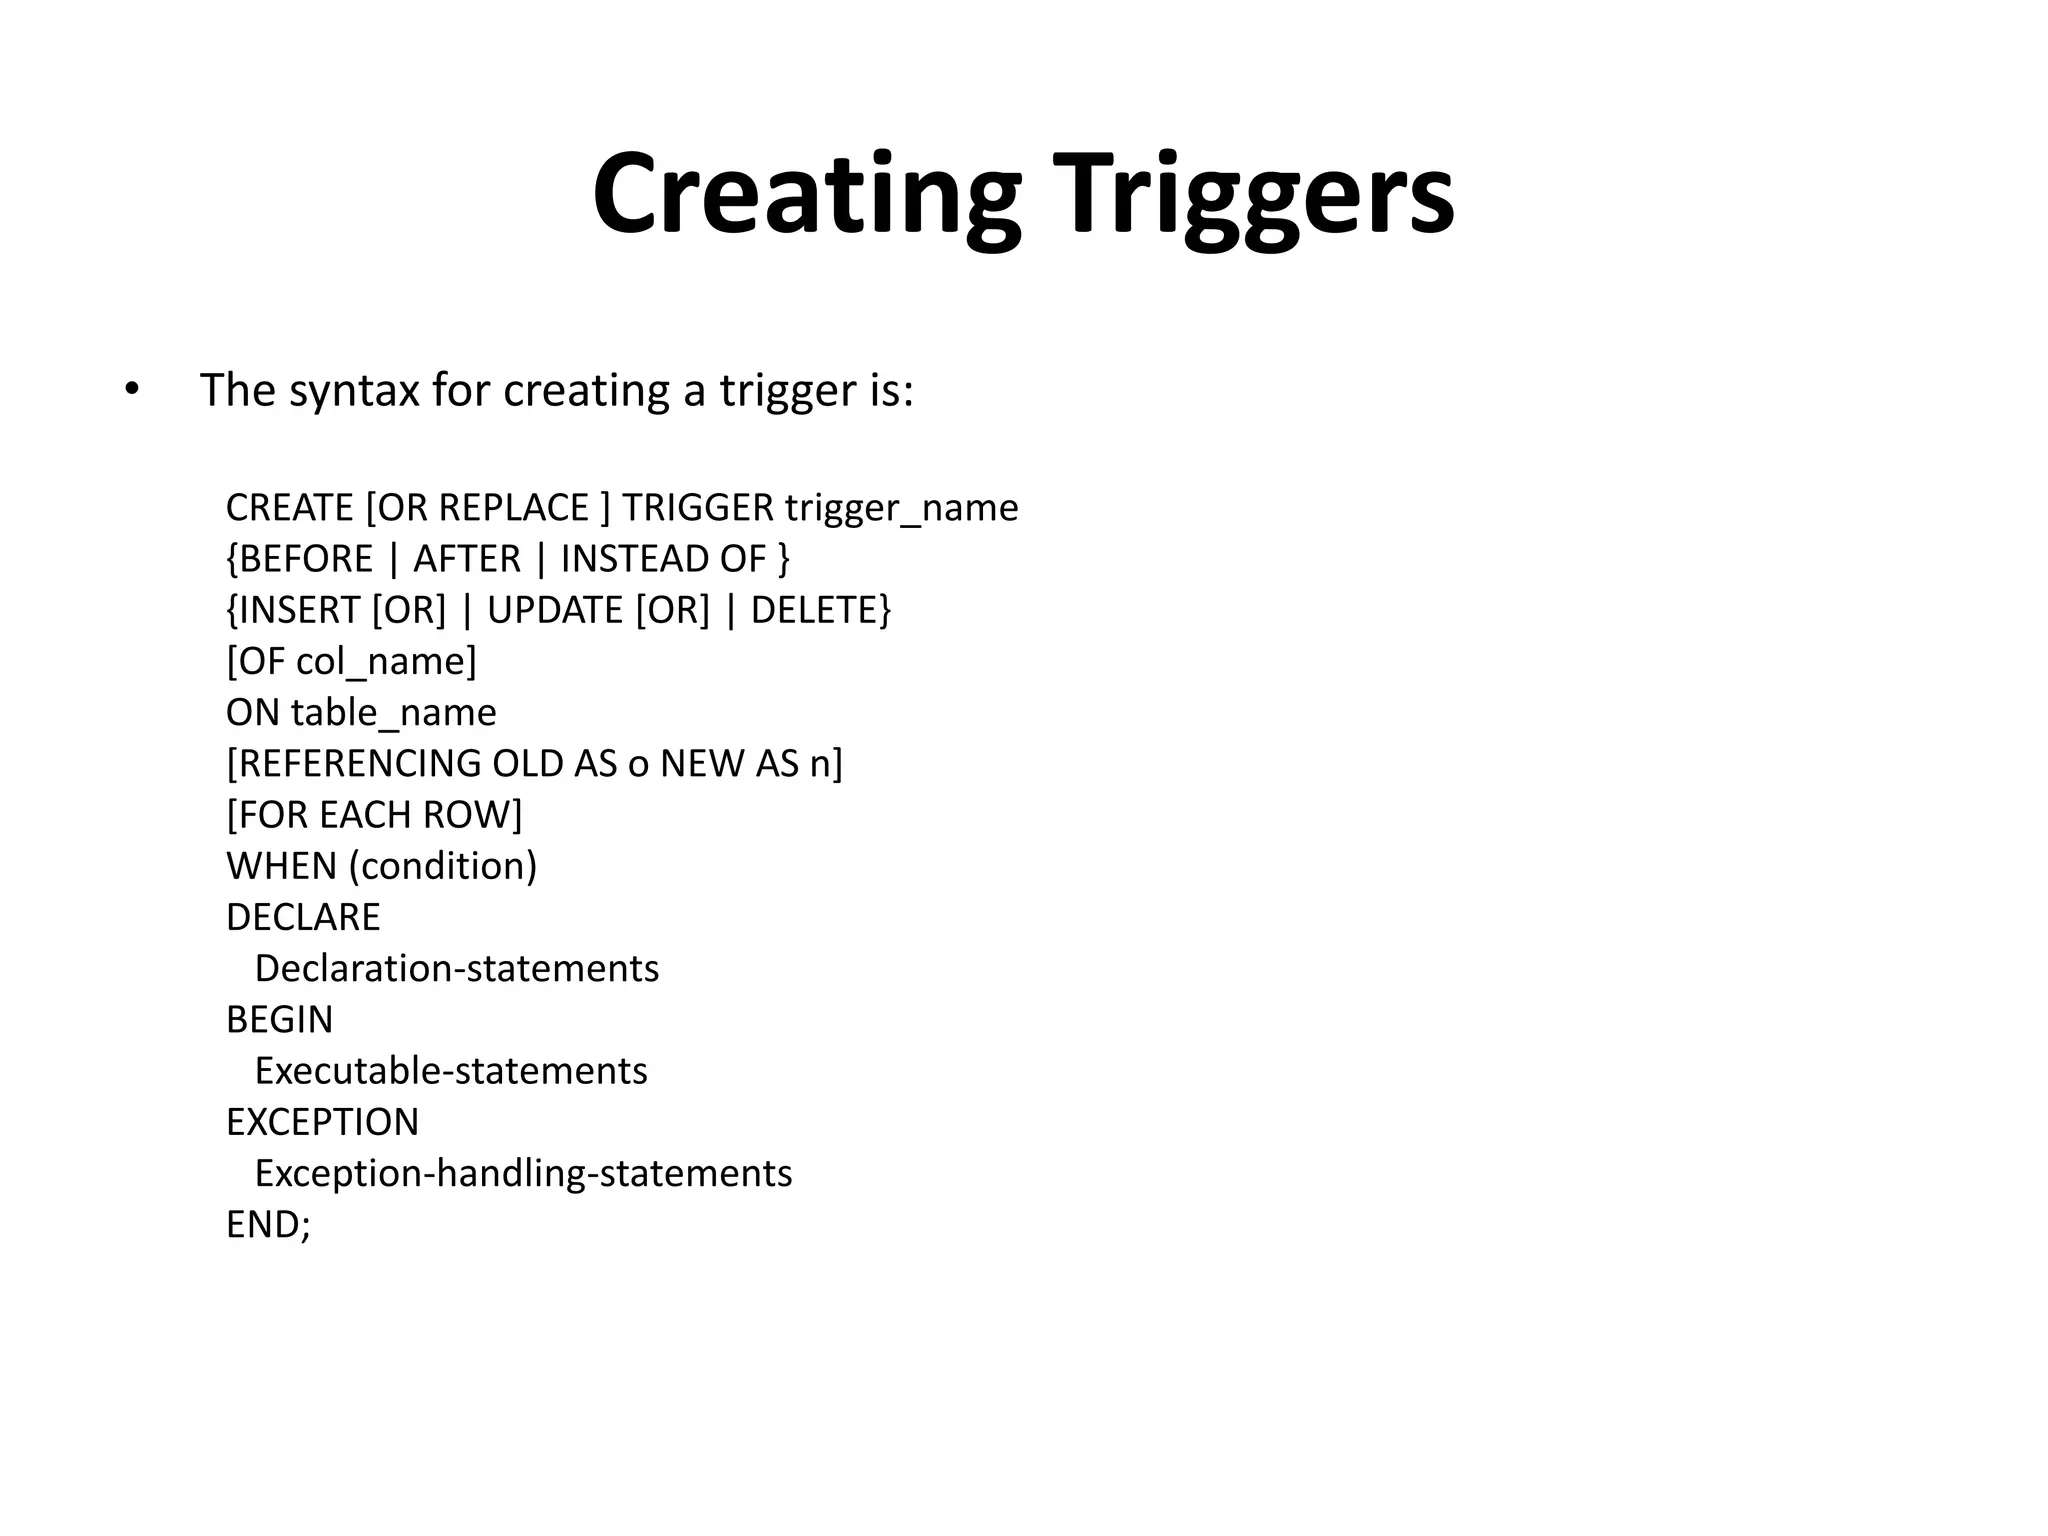 Creating Triggers
• The syntax for creating a trigger is:
CREATE [OR REPLACE ] TRIGGER trigger_name
{BEFORE | AFTER | INSTEAD OF }
{INSERT [OR] | UPDATE [OR] | DELETE}
[OF col_name]
ON table_name
[REFERENCING OLD AS o NEW AS n]
[FOR EACH ROW]
WHEN (condition)
DECLARE
Declaration-statements
BEGIN
Executable-statements
EXCEPTION
Exception-handling-statements
END;